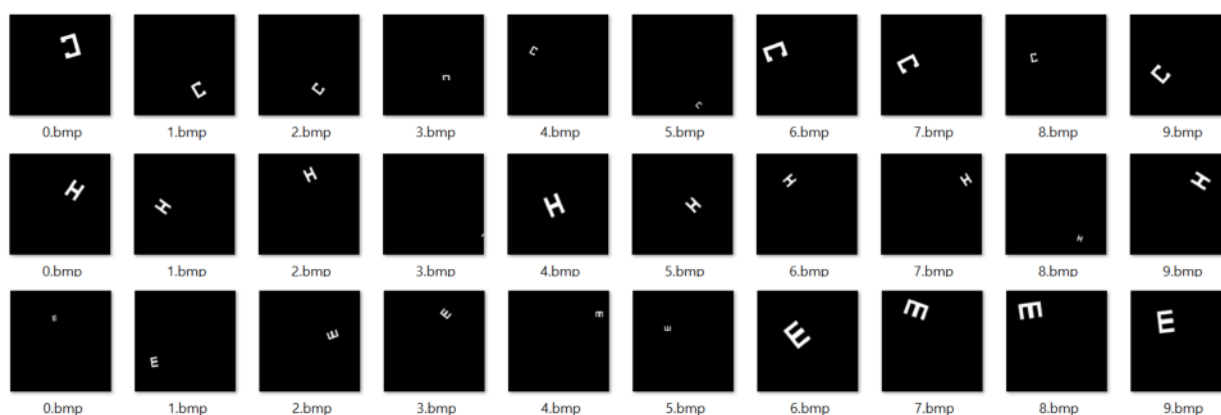 C C C C C C C C C C
0.bmp 1.bmp 2.bmp 3.bmp 4.bmp 5.bmp 6.bmp 7.bmp 8.bmp 9.bmp
H H H H H H H H H
0.bmp 1.bmp 2.bmp 3.bmp 4.bmp 5.bmp 6.bmp 7.bmp 8.bmp 9.bmp
E E E E E E E E E E
0.bmp 1.bmp 2.bmp 3.bmp 4.bmp 5.bmp 6.bmp 7.bmp 8.bmp 9.bmp